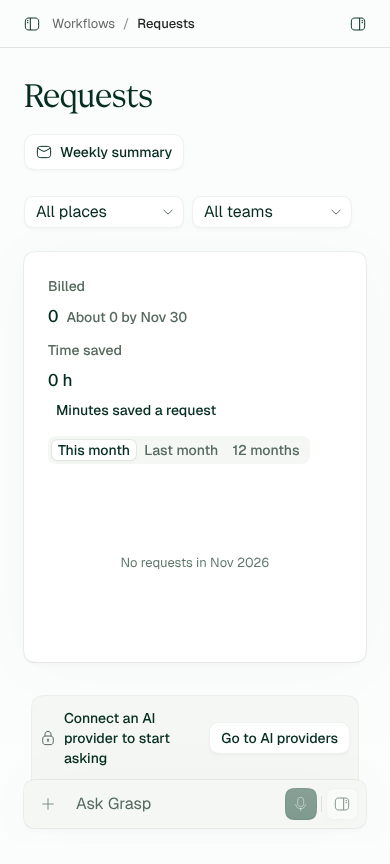 Workflows / Requests
Requests
Weekly summary
All places
All teams
Billed
0 About 0 by Nov 30
Time saved
0 h
Minutes saved a request
This month
Last month
12 months
No requests in Nov 2026
Connect an AI
provider to start
asking
Go to AI providers
Ask Grasp